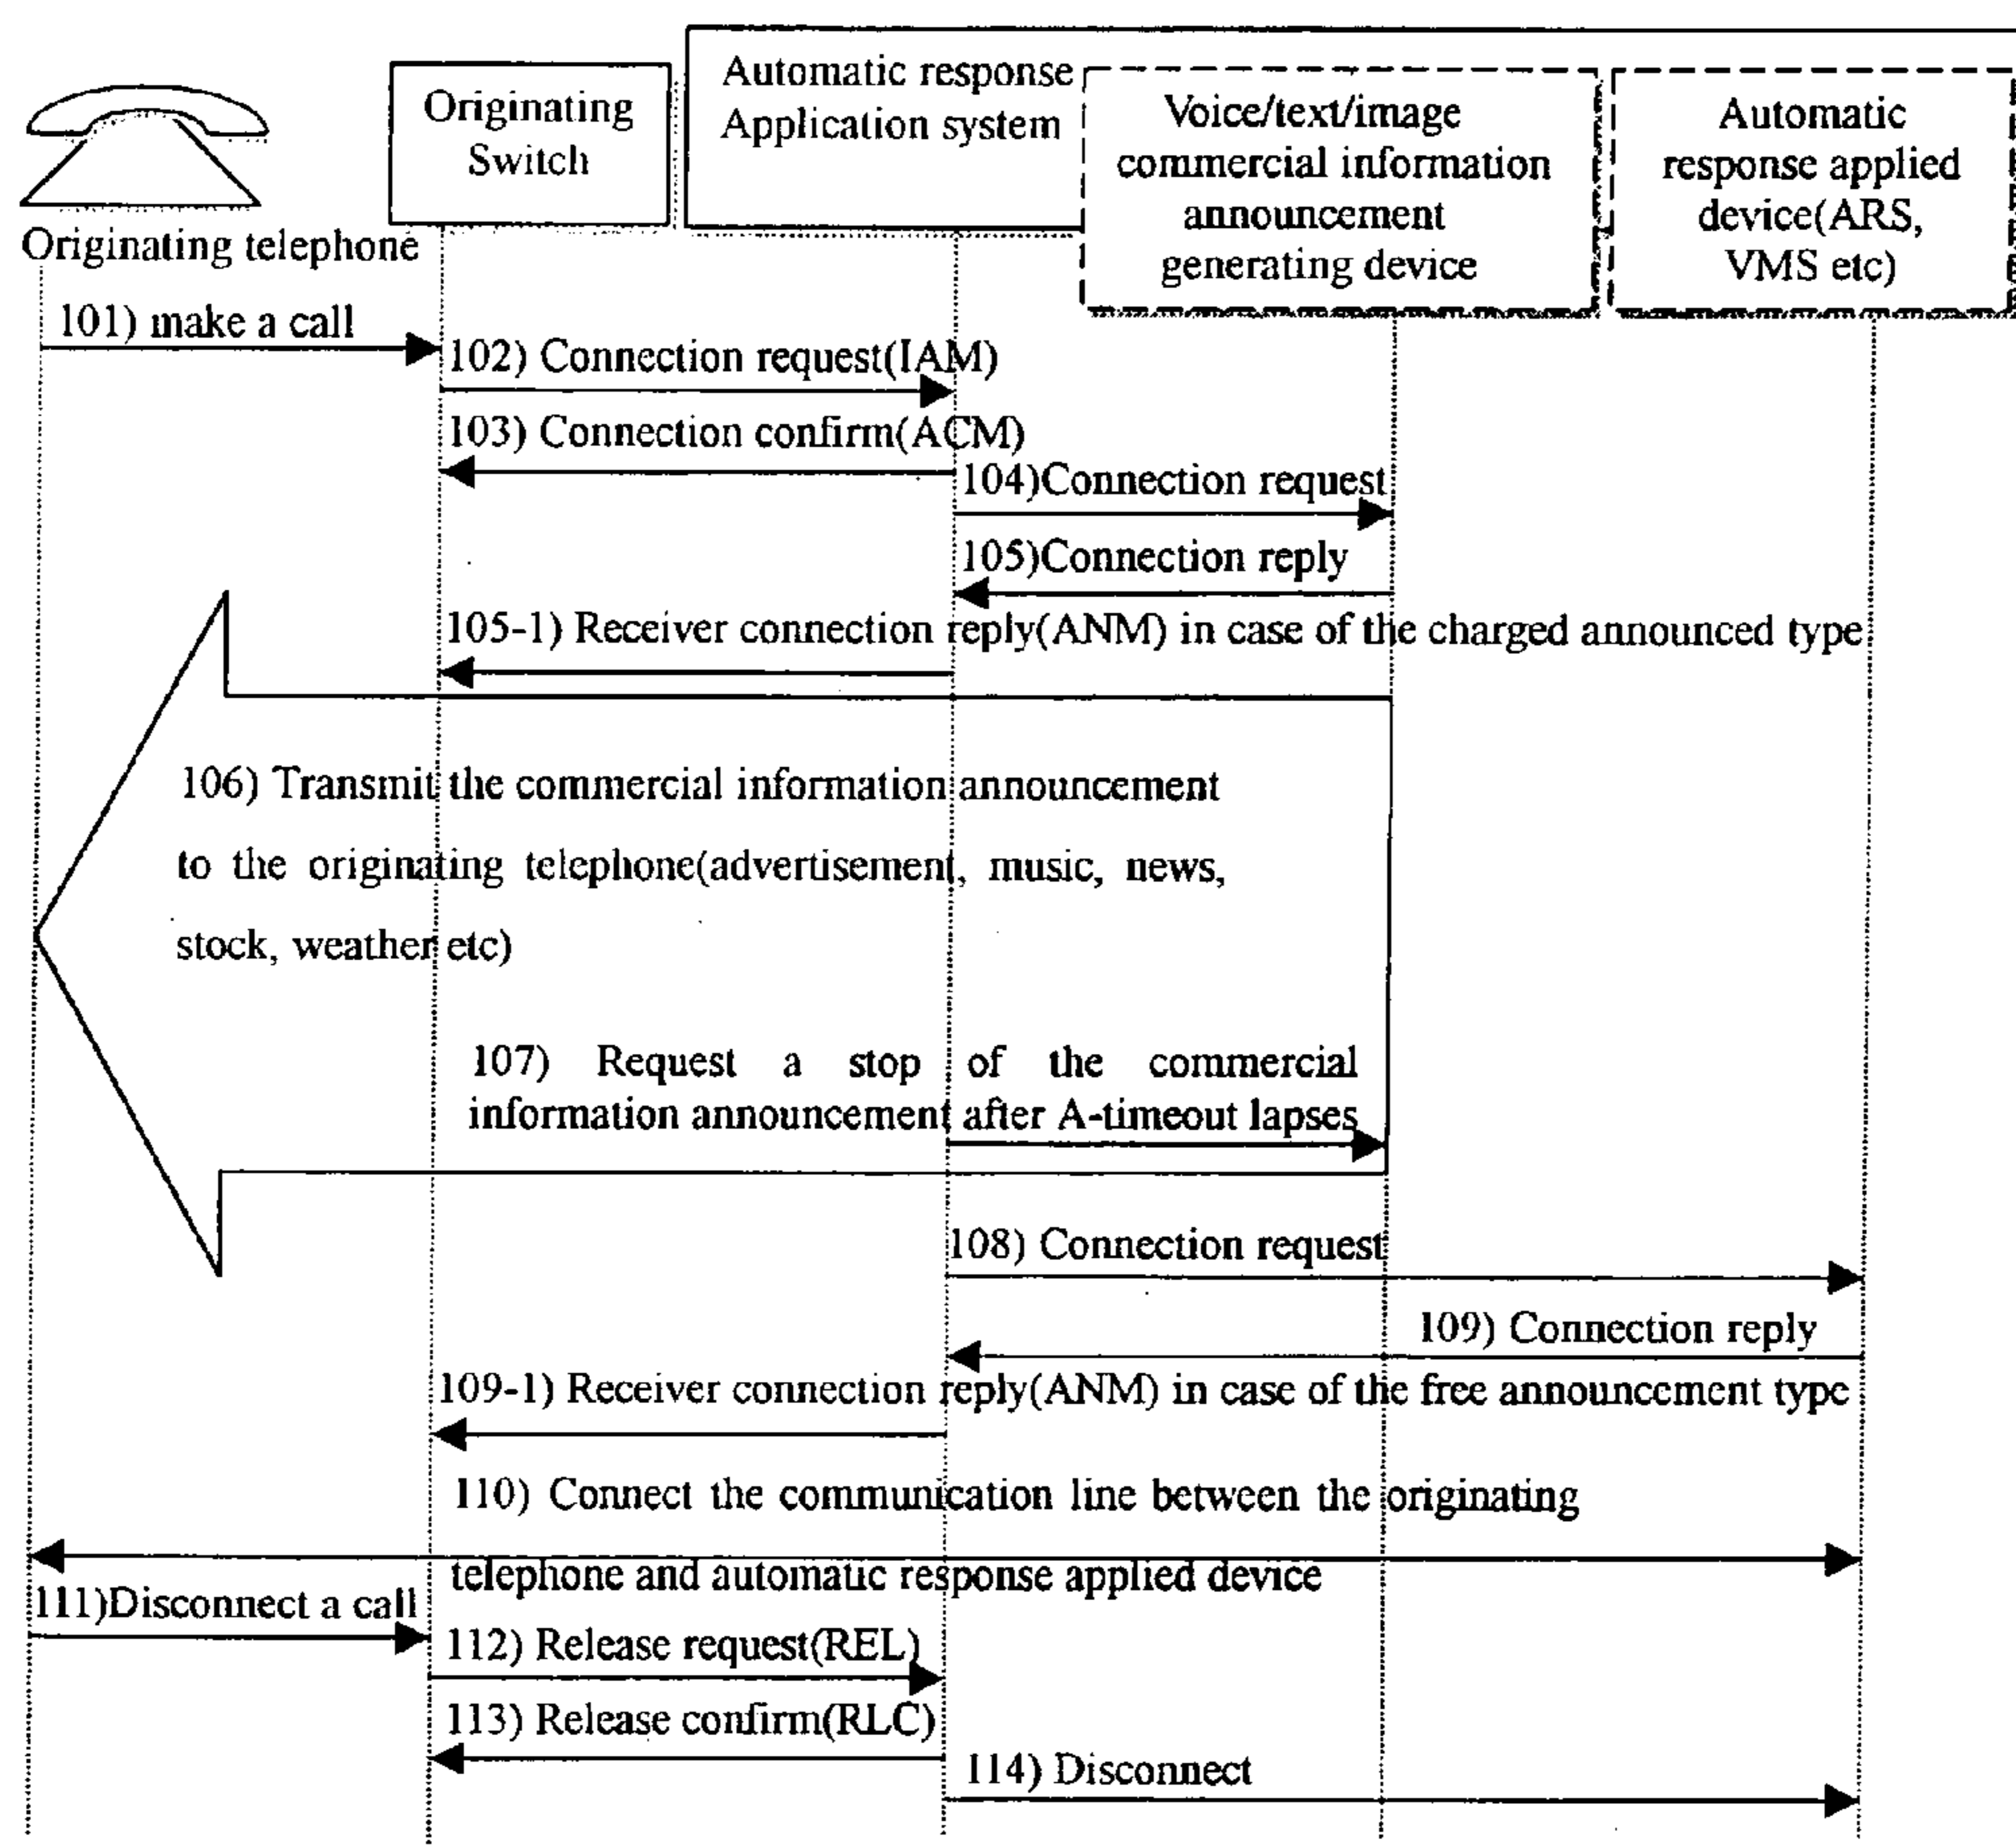 Originating telephone
Originating
Switch
Automatic response
Application system
Voice/text/image
commercial information
announcement
generating device
Automatic
response applied
device(ARS,
VMS etc)
101) make a call
102) Connection request(IAM)
103) Connection confirm(ACM)
104)Connection request
105)Connection reply
105-1) Receiver connection reply(ANM) in case of the charged announced type
106) Transmit the commercial information announcement
to the originating telephone(advertisement, music, news,
stock, weather etc)
107) Request a stop of the commercial
information announcement after A-timeout lapses
108) Connection request
109) Connection reply
109-1) Receiver connection reply(ANM) in case of the free announcement type
110) Connect the communication line between the originating
telephone and automatic response applied device
111)Disconnect a call
112) Release request(REL)
113) Release confirm(RLC)
114) Disconnect